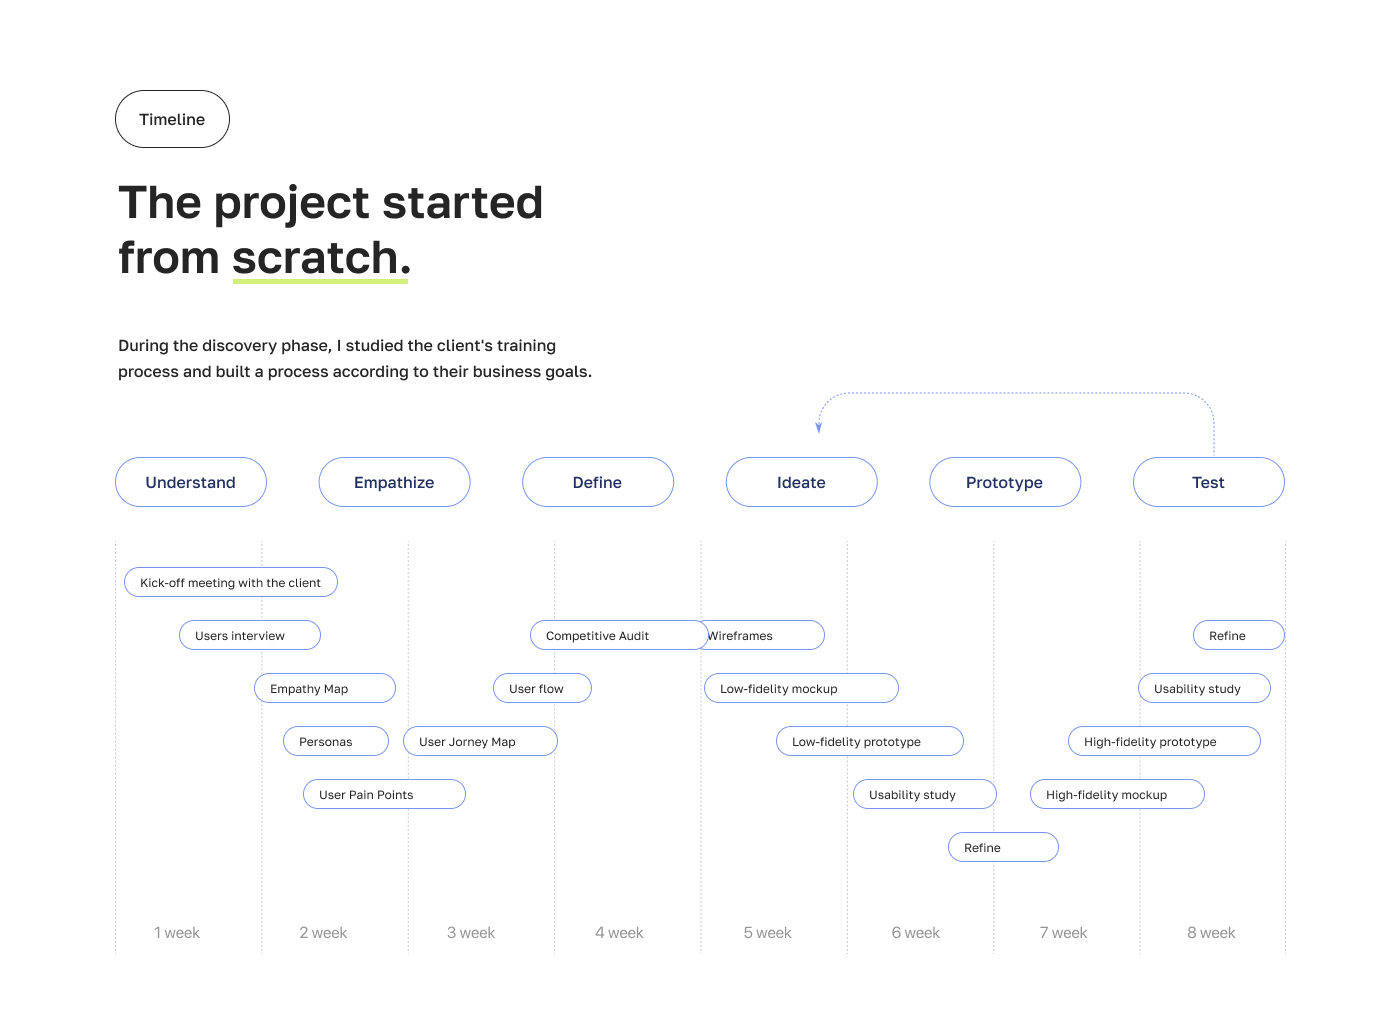 Timeline
The project started
from scratch.
During the discovery phase, I studied the client's training
process and built a process according to their business goals.
Understand
Empathize
Define
Ideate
Prototype
Test
Kick-off meeting with the client
Users interview
Competitive Audit
Wireframes
Refine
Empathy Map
User flow
Low-fidelity mockup
Usability study
Personas
User Jorney Map
Low-fidelity prototype
High-fidelity prototype
User Pain Points
Usability study
High-fidelity mockup
Refine
1 week
2 week
3 week
4 week
5 week
6 week
7 week
8 week